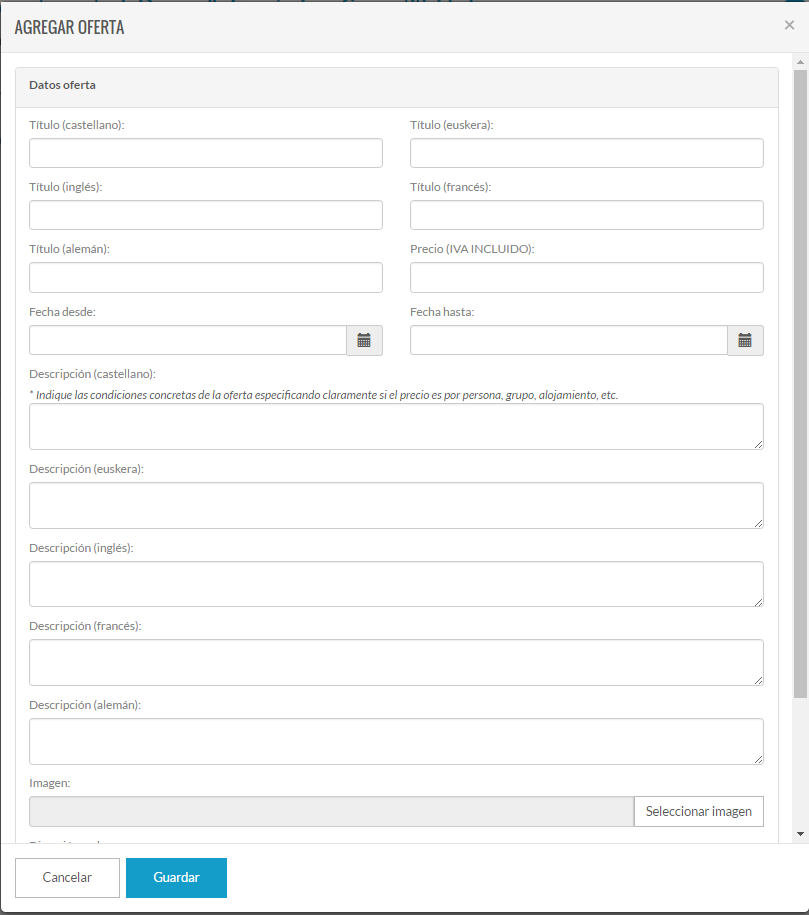 AGREGAR OFERTA
×
Datos oferta
Título (castellano):
Título (euskera):
Título (inglés):
Título (francés):
Título (alemán):
Precio (IVA INCLUIDO):
Fecha desde:
Fecha hasta:
Descripción (castellano):
* Indique las condiciones concretas de la oferta especificando claramente si el precio es por persona, grupo, alojamiento, etc.
Descripción (euskera):
Descripción (inglés):
Descripción (francés):
Descripción (alemán):
Imagen:
Seleccionar imagen
Cancelar
Guardar